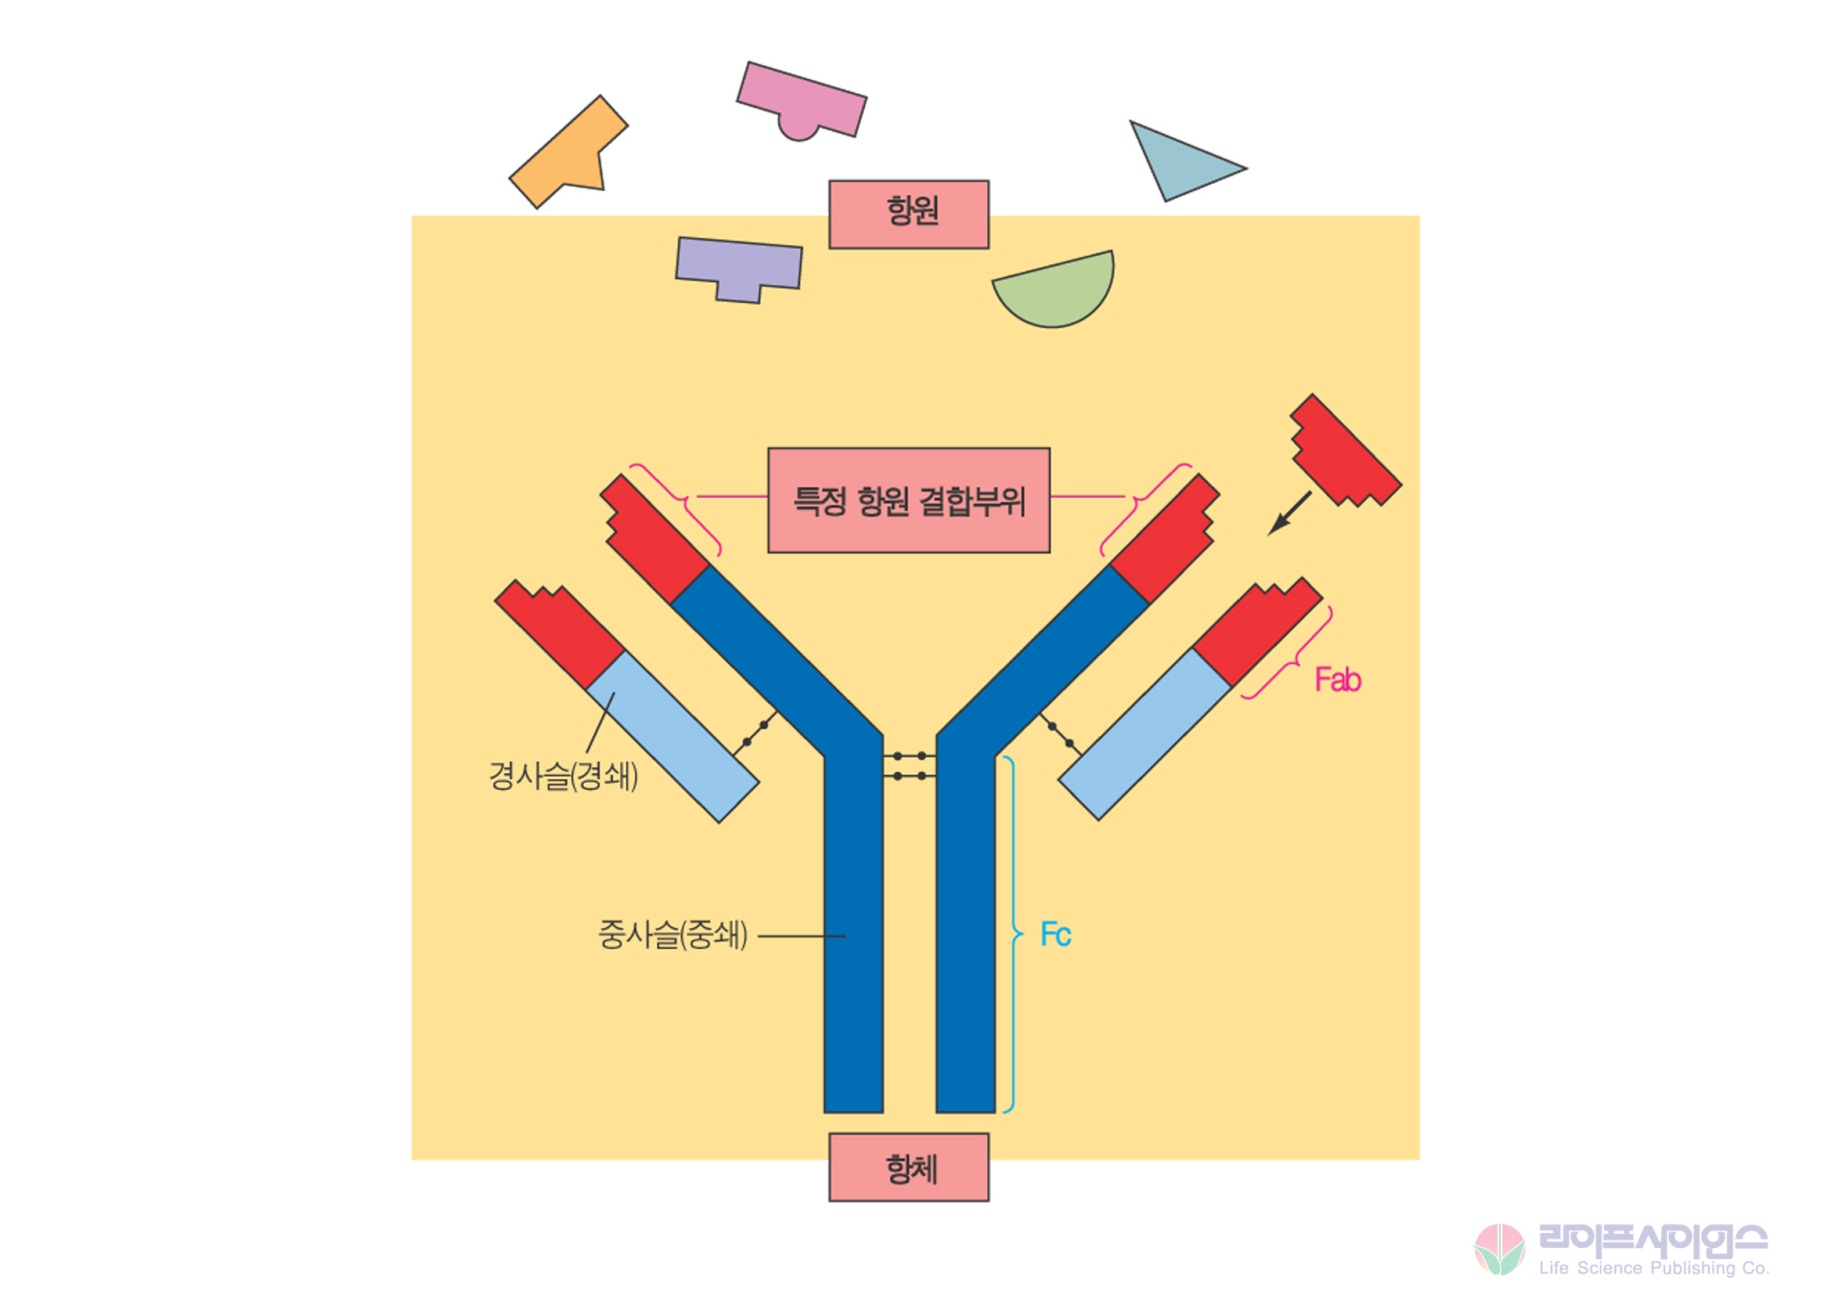 항원
특정 항원 결합부위
Fab
경사슬(경쇄)
중사슬(중쇄)
Fc
항체
라이프사이언스
Life Science Publishing Co.